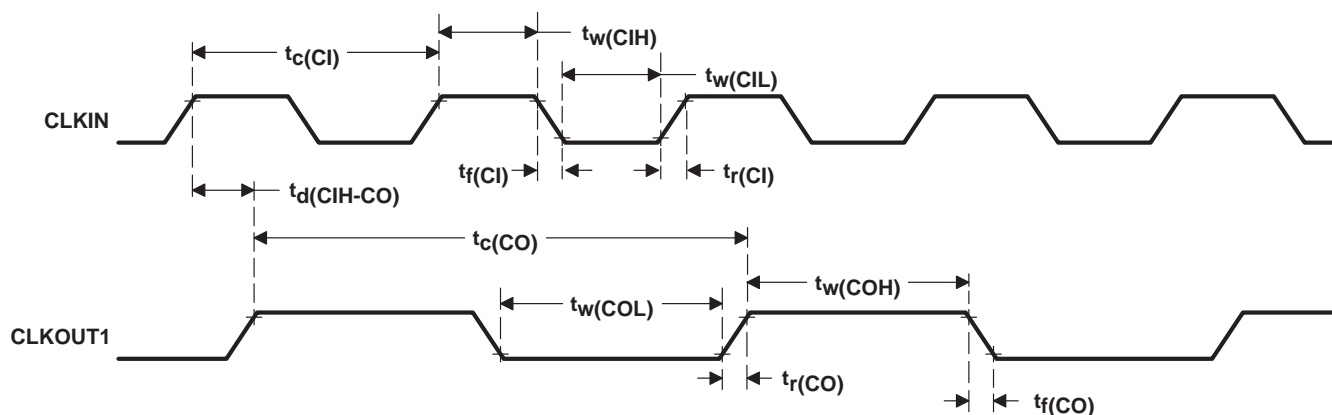 tc(CI)
tw(CIH)
tw(CIL)
CLKIN
tf(CI)
tr(CI)
td(CIH-CO)
tc(CO)
tw(COL)
tw(COH)
CLKOUT1
tr(CO)
tf(CO)